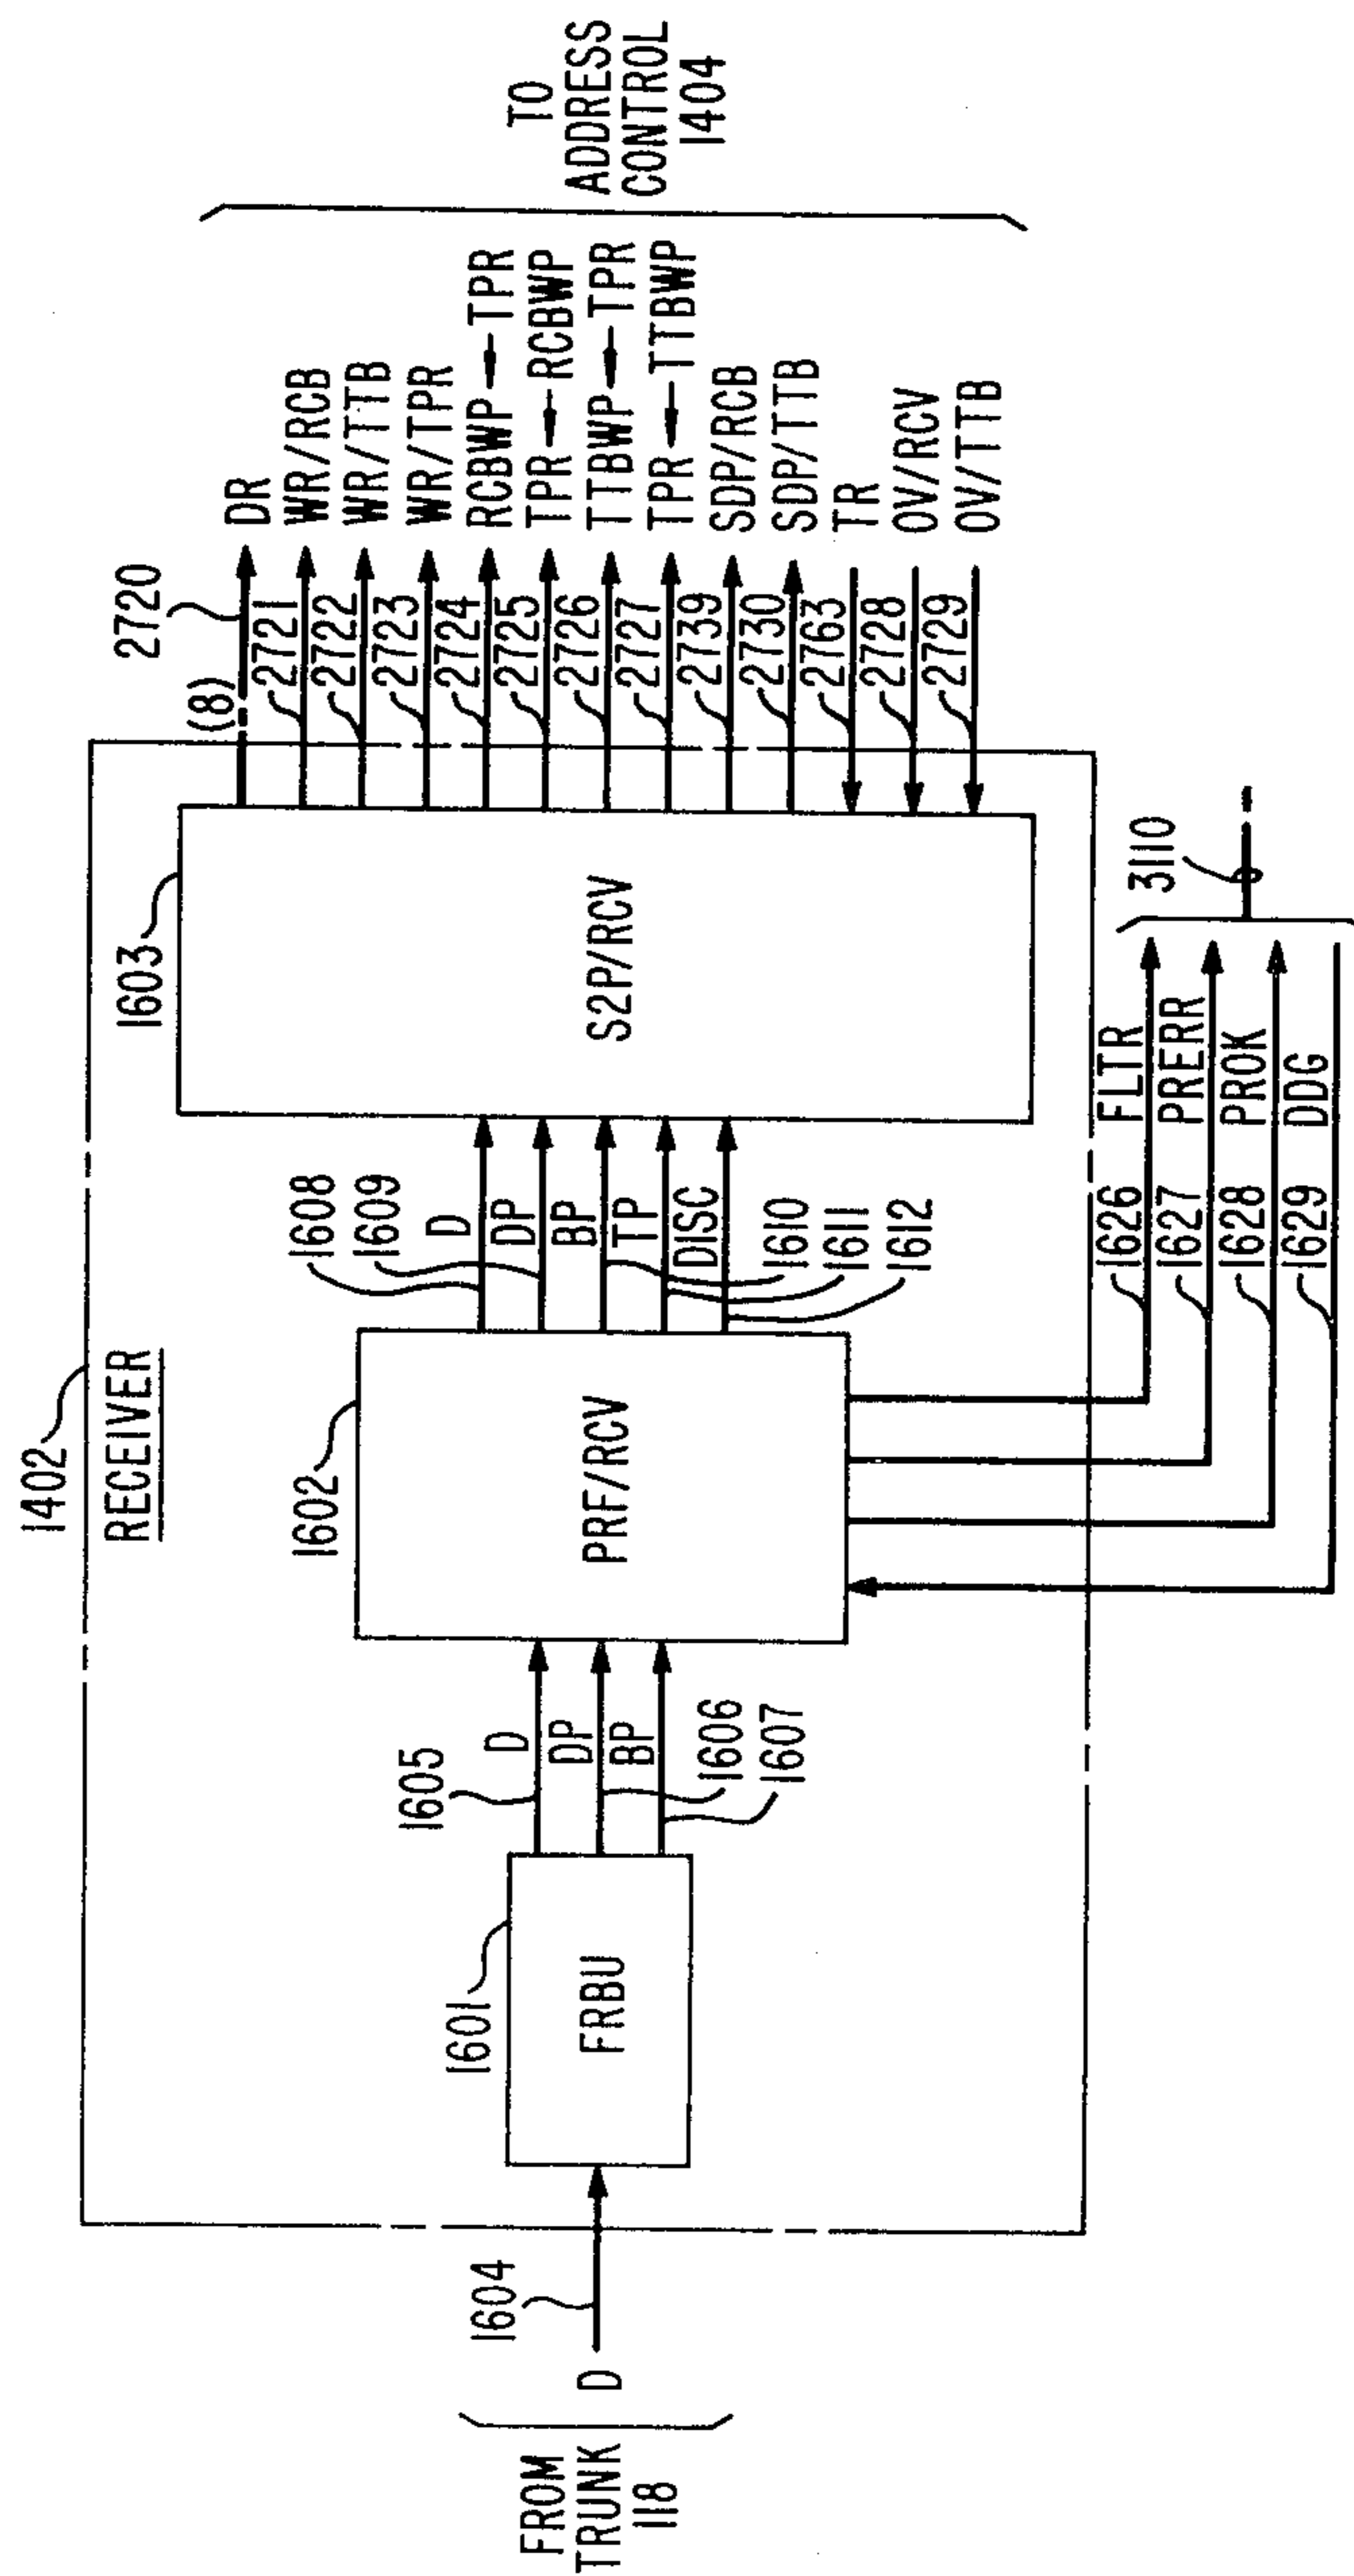 1402
RECEIVER
FROM
TRUNK
118
D
1604
1601
FRBU
1605
D
DP
BP
1606
1607
1602
PRF/RCV
1608
1609
D
DP
BP
TP
DISC
1610
1611
1612
1603
S2P/RCV
(8)
2720
DR
2721
WR/RCB
2722
WR/TTB
2723
WR/TPR
2724
RCBWP→TPR
2725
TPR→RCBWP
2726
TTBWP→TPR
2727
TPR→TTBWP
2739
SDP/RCB
2730
SDP/TTB
2763
TR
2728
OV/RCV
2729
OV/TTB
TO
ADDRESS
CONTROL
1404
1626
FLTR
1627
PRERR
1628
PROK
1629
DDG
3110